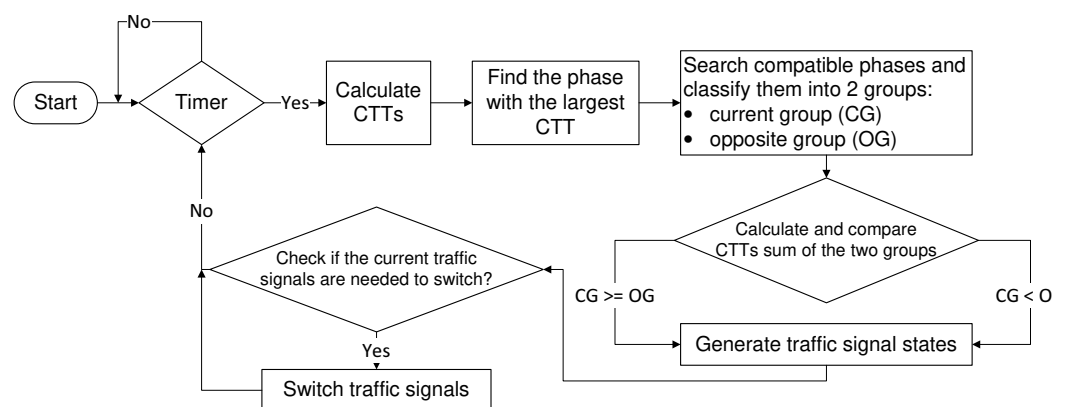 No
Start
Timer
Yes
Calculate
CTTs
Find the phase
with the largest
CTT
Search compatible phases and
classify them into 2 groups:
• current group (CG)
• opposite group (OG)
Calculate and compare
CTTs sum of the two groups
CG >= OG
CG < O
Generate traffic signal states
Check if the current traffic
signals are needed to switch?
No
Yes
Switch traffic signals